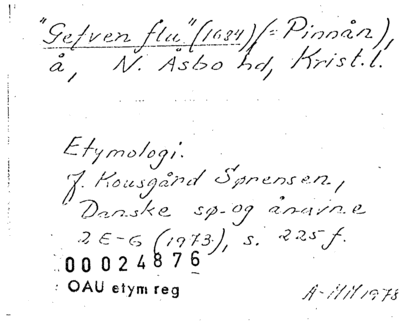 "Gefven flu" (1684) (= Pinnån),
å, N. Åsbo hd, Krist.l.
Etymologi.
J. Kousgård Sørensen,
Danske sø- og ånavne
2 E-G (1973), s. 225 f.
00024876
OAU etym reg
1978